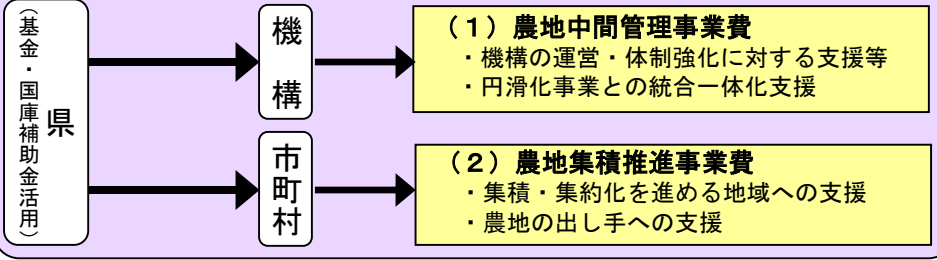 県
（基金・国庫補助金活用）
機構
（１）農地中間管理事業費
・機構の運営・体制強化に対する支援等
・円滑化事業との統合一体化支援
市町村
（２）農地集積推進事業費
・集積・集約化を進める地域への支援
・農地の出し手への支援